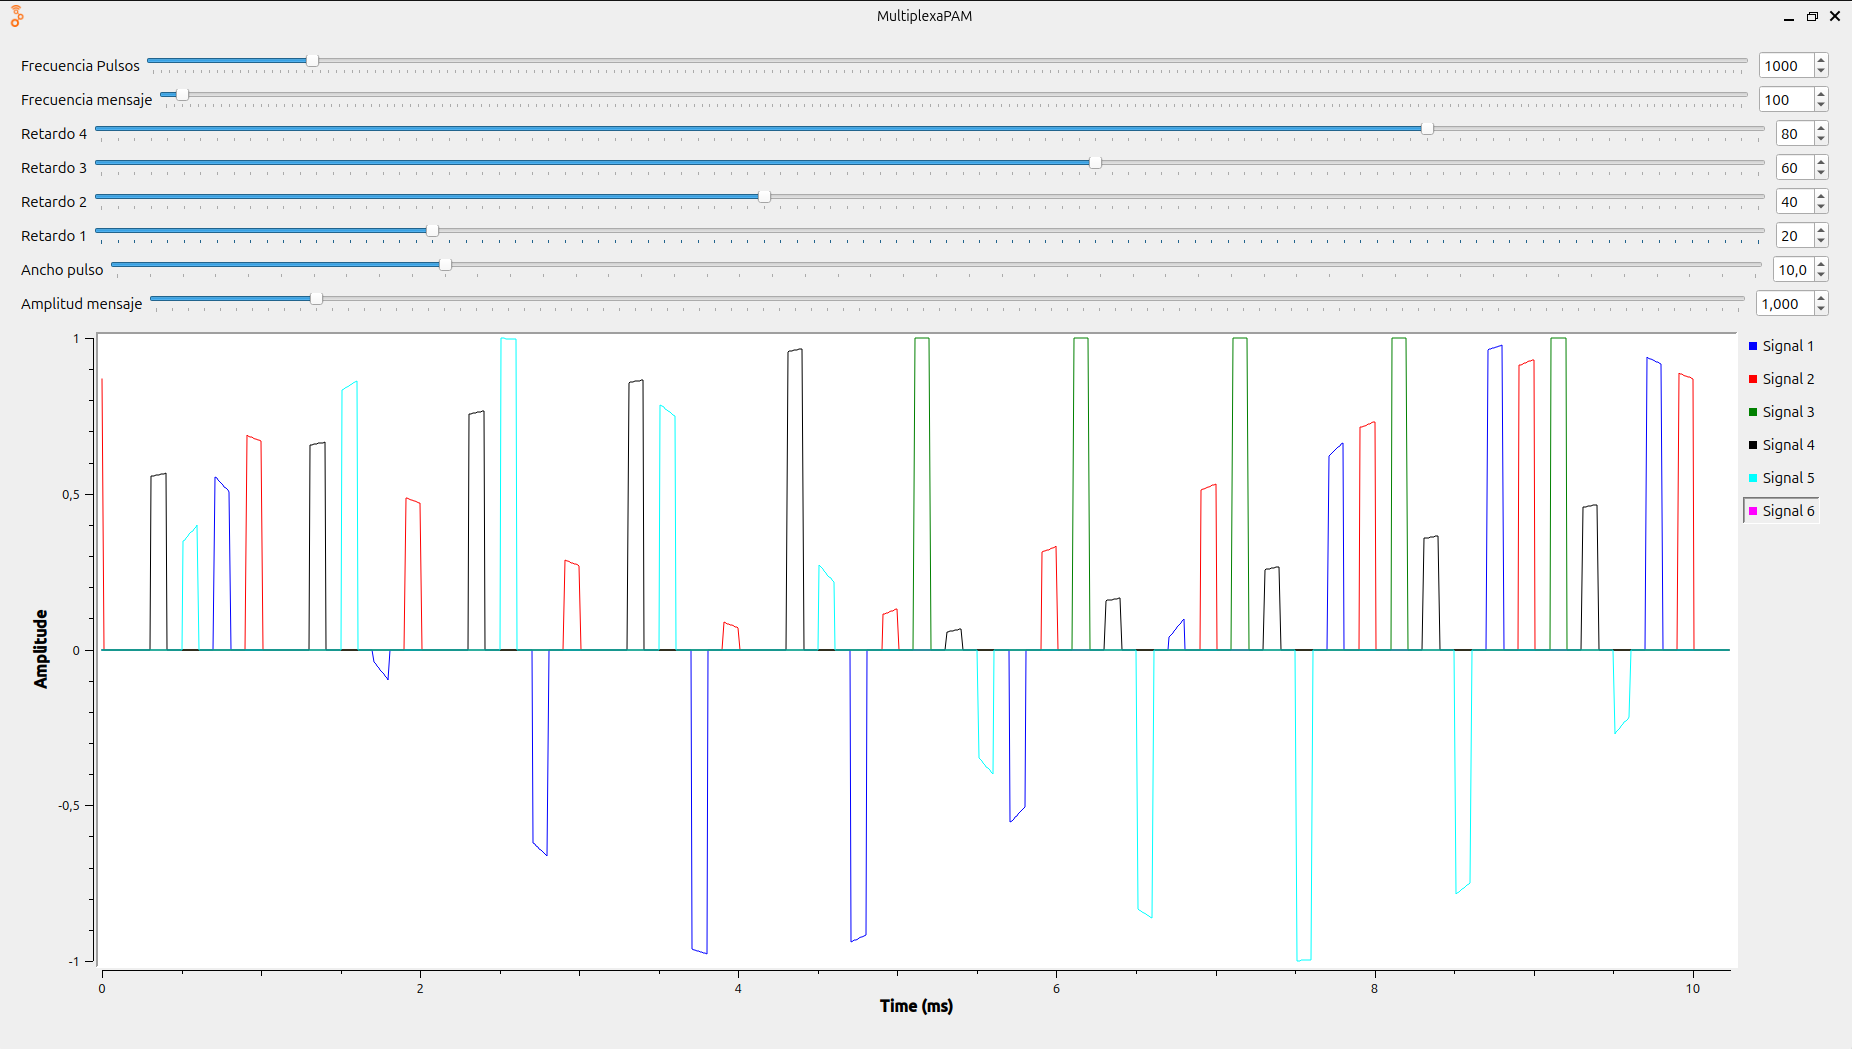 MultiplexaPAM
Frecuencia Pulsos 1000
Frecuencia mensaje 100
Retardo 4 80
Retardo 3 60
Retardo 2 40
Retardo 1 20
Ancho pulso 10,0
Amplitud mensaje 1,000
1
0,5
0
-0,5
-1
Amplitude
0 2 4 6 8 10
Time (ms)
Signal 1
Signal 2
Signal 3
Signal 4
Signal 5
Signal 6